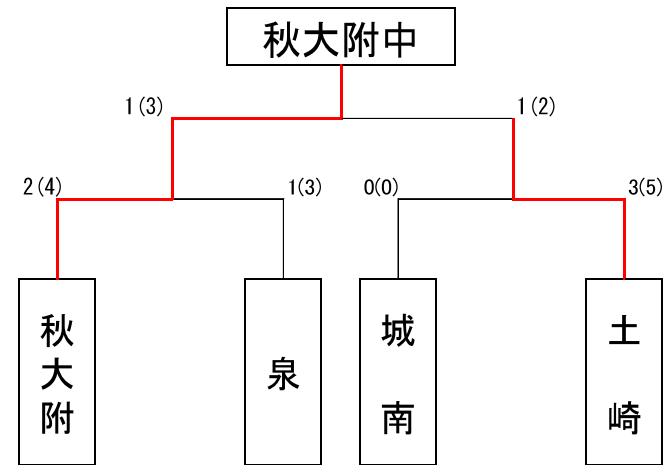 秋大附中
1(3)
1(2)
2(4)
1(3)
0(0)
3(5)
秋大附
泉
城南
土崎